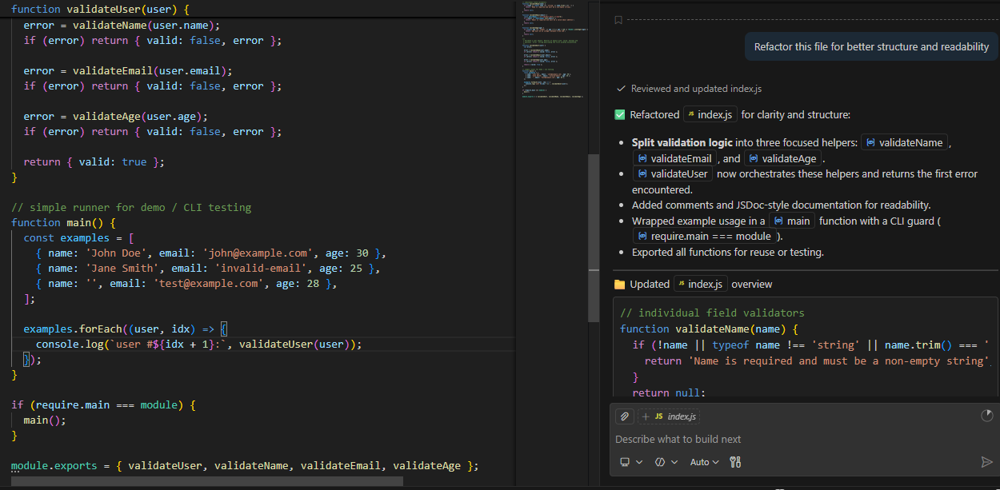 function validateUser(user) {
error = validateName(user.name);
if (error) return { valid: false, error };
error = validateEmail(user.email);
if (error) return { valid: false, error };
error = validateAge(user.age);
if (error) return { valid: false, error };
return { valid: true };
}
// simple runner for demo / CLI testing
function main() {
const examples = [
{ name: 'John Doe', email: 'john@example.com', age: 30 },
{ name: 'Jane Smith', email: 'invalid-email', age: 25 },
{ name: '', email: 'test@example.com', age: 28 },
];
examples.forEach((user, idx) => {
console.log(`user #${idx + 1}:`, validateUser(user));
});
}
if (require.main === module) {
main();
}
module.exports = { validateUser, validateName, validateEmail, validateAge };
Refactor this file for better structure and readability
Reviewed and updated index.js
Refactored JS index.js for clarity and structure:
• Split validation logic into three focused helpers: validateName ,
validateEmail , and validateAge .
• validateUser now orchestrates these helpers and returns the first error
encountered.
• Added comments and JSDoc-style documentation for readability.
• Wrapped example usage in a main function with a CLI guard (
require.main === module ).
• Exported all functions for reuse or testing.
Updated JS index.js overview
// individual field validators
function validateName(name) {
if (!name || typeof name !== 'string' || name.trim() === '
return 'Name is required and must be a non-empty string'
}
return null;
+ JS index.js
Describe what to build next
Auto